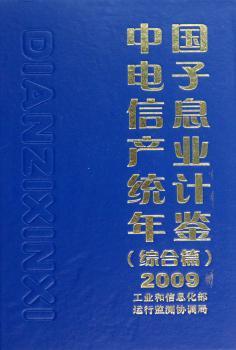 中国
电子
信息
产业
统计
年鉴
(综合篇)
2009
工业和信息化部
运行监测协调局
DIANZIXINXI